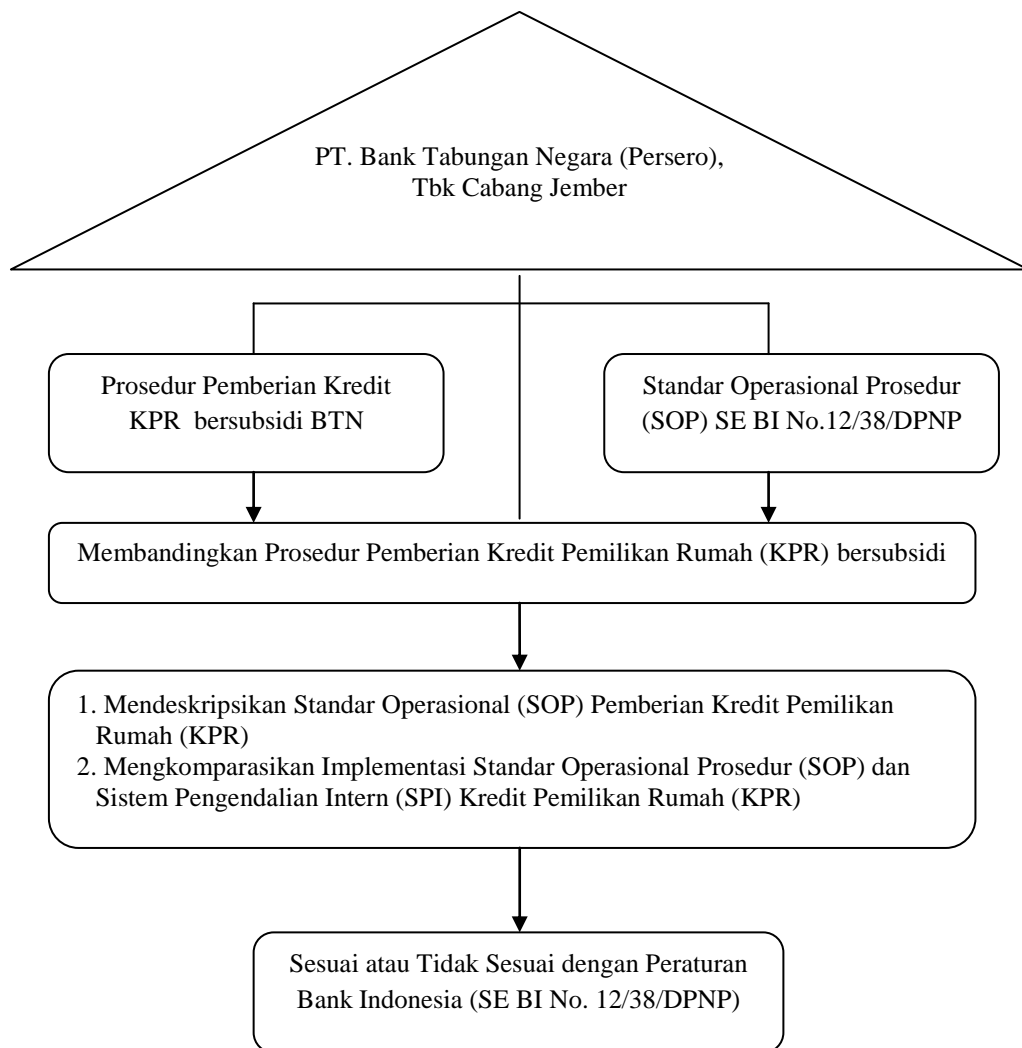 PT. Bank Tabungan Negara (Persero),
Tbk Cabang Jember
Prosedur Pemberian Kredit
KPR bersubsidi BTN
Standar Operasional Prosedur
(SOP) SE BI No.12/38/DPNP
Membandingkan Prosedur Pemberian Kredit Pemilikan Rumah (KPR) bersubsidi
1. Mendeskripsikan Standar Operasional (SOP) Pemberian Kredit Pemilikan
Rumah (KPR)
2. Mengkomparasikan Implementasi Standar Operasional Prosedur (SOP) dan
Sistem Pengendalian Intern (SPI) Kredit Pemilikan Rumah (KPR)
Sesuai atau Tidak Sesuai dengan Peraturan
Bank Indonesia (SE BI No. 12/38/DPNP)